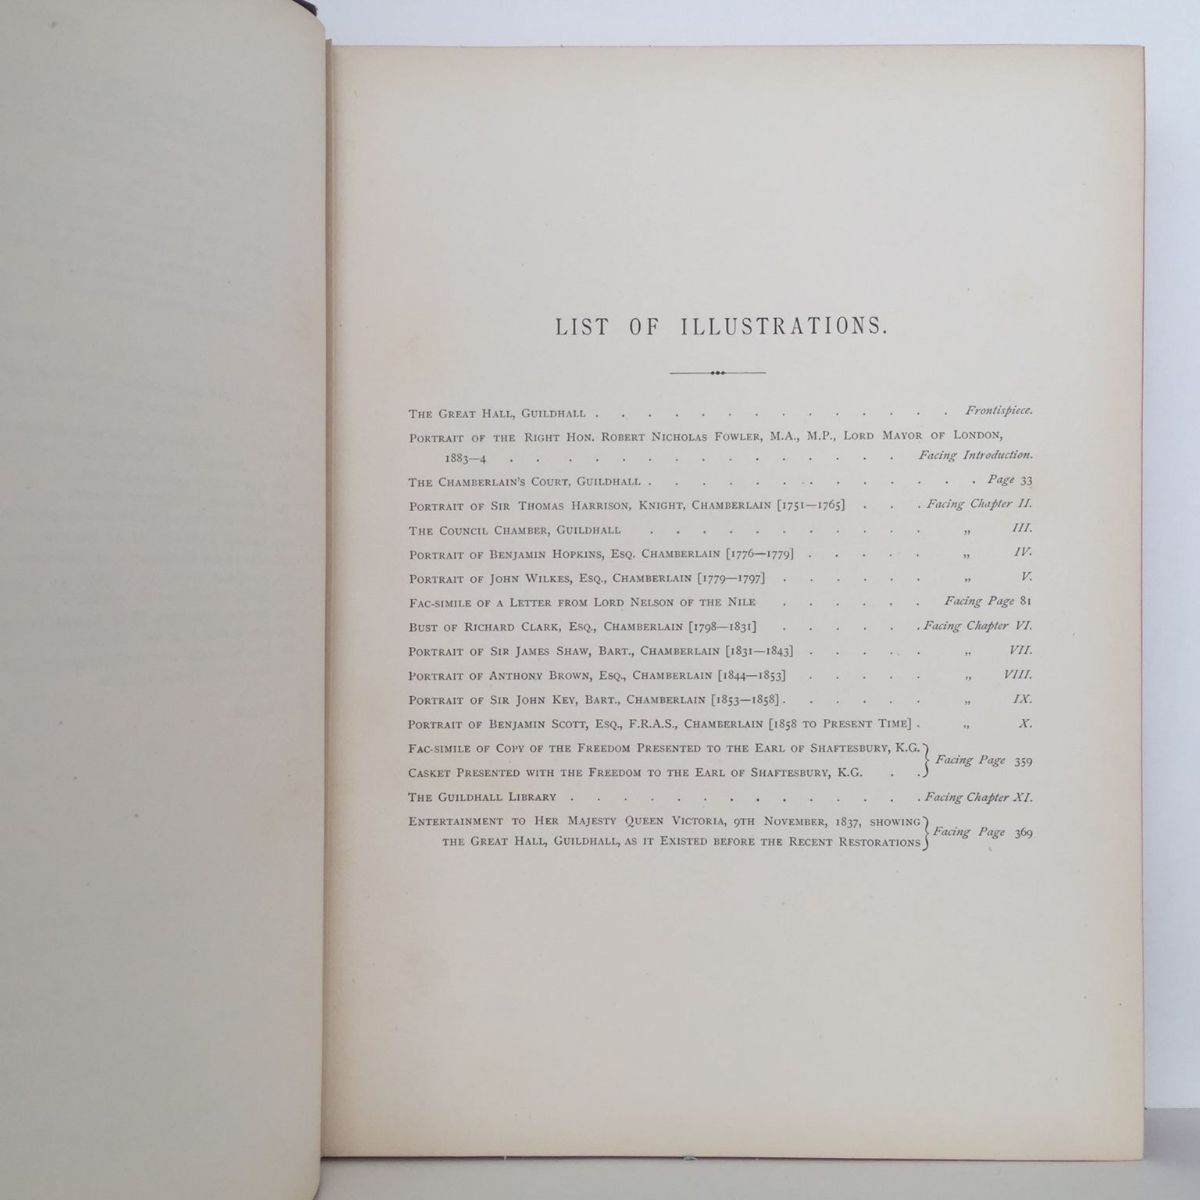 LIST OF ILLUSTRATIONS.
THE GREAT HALL, GUILDHALL . . . . . . . . . . . . . . Frontispiece.
PORTRAIT OF THE RIGHT HON. ROBERT NICHOLAS FOWLER, M.A., M.P., LORD MAYOR OF LONDON,
1883—4 . . . . . . . . . . . . . . . Facing Introduction.
THE CHAMBERLAIN'S COURT, GUILDHALL . . . . . . . . . . . . . Page 33
PORTRAIT OF SIR THOMAS HARRISON, KNIGHT, CHAMBERLAIN [1751—1765] . . . Facing Chapter II.
THE COUNCIL CHAMBER, GUILDHALL . . . . . . . . . . . „ III.
PORTRAIT OF BENJAMIN HOPKINS, ESQ. CHAMBERLAIN [1776—1779] . . . . . „ IV.
PORTRAIT OF JOHN WILKES, ESQ., CHAMBERLAIN [1779—1797] . . . . . . „ V.
FAC-SIMILE OF A LETTER FROM LORD NELSON OF THE NILE . . . . . . Facing Page 81
BUST OF RICHARD CLARK, ESQ., CHAMBERLAIN [1798—1831] . . . . . . Facing Chapter VI.
PORTRAIT OF SIR JAMES SHAW, BART., CHAMBERLAIN [1831—1843] . . . . . „ VII.
PORTRAIT OF ANTHONY BROWN, ESQ., CHAMBERLAIN [1844—1853] . . . . . „ VIII.
PORTRAIT OF SIR JOHN KEY, BART., CHAMBERLAIN [1853—1858] . . . . . . „ IX.
PORTRAIT OF BENJAMIN SCOTT, ESQ., F.R.A.S., CHAMBERLAIN [1858 TO PRESENT TIME] . „ X.
FAC-SIMILE OF COPY OF THE FREEDOM PRESENTED TO THE EARL OF SHAFTESBURY, K.G. } Facing Page 359
CASKET PRESENTED WITH THE FREEDOM TO THE EARL OF SHAFTESBURY, K.G. . .
THE GUILDHALL LIBRARY . . . . . . . . . . . . . . Facing Chapter XI.
ENTERTAINMENT TO HER MAJESTY QUEEN VICTORIA, 9TH NOVEMBER, 1837, SHOWING } Facing Page 369
THE GREAT HALL, GUILDHALL, AS IT EXISTED BEFORE THE RECENT RESTORATIONS